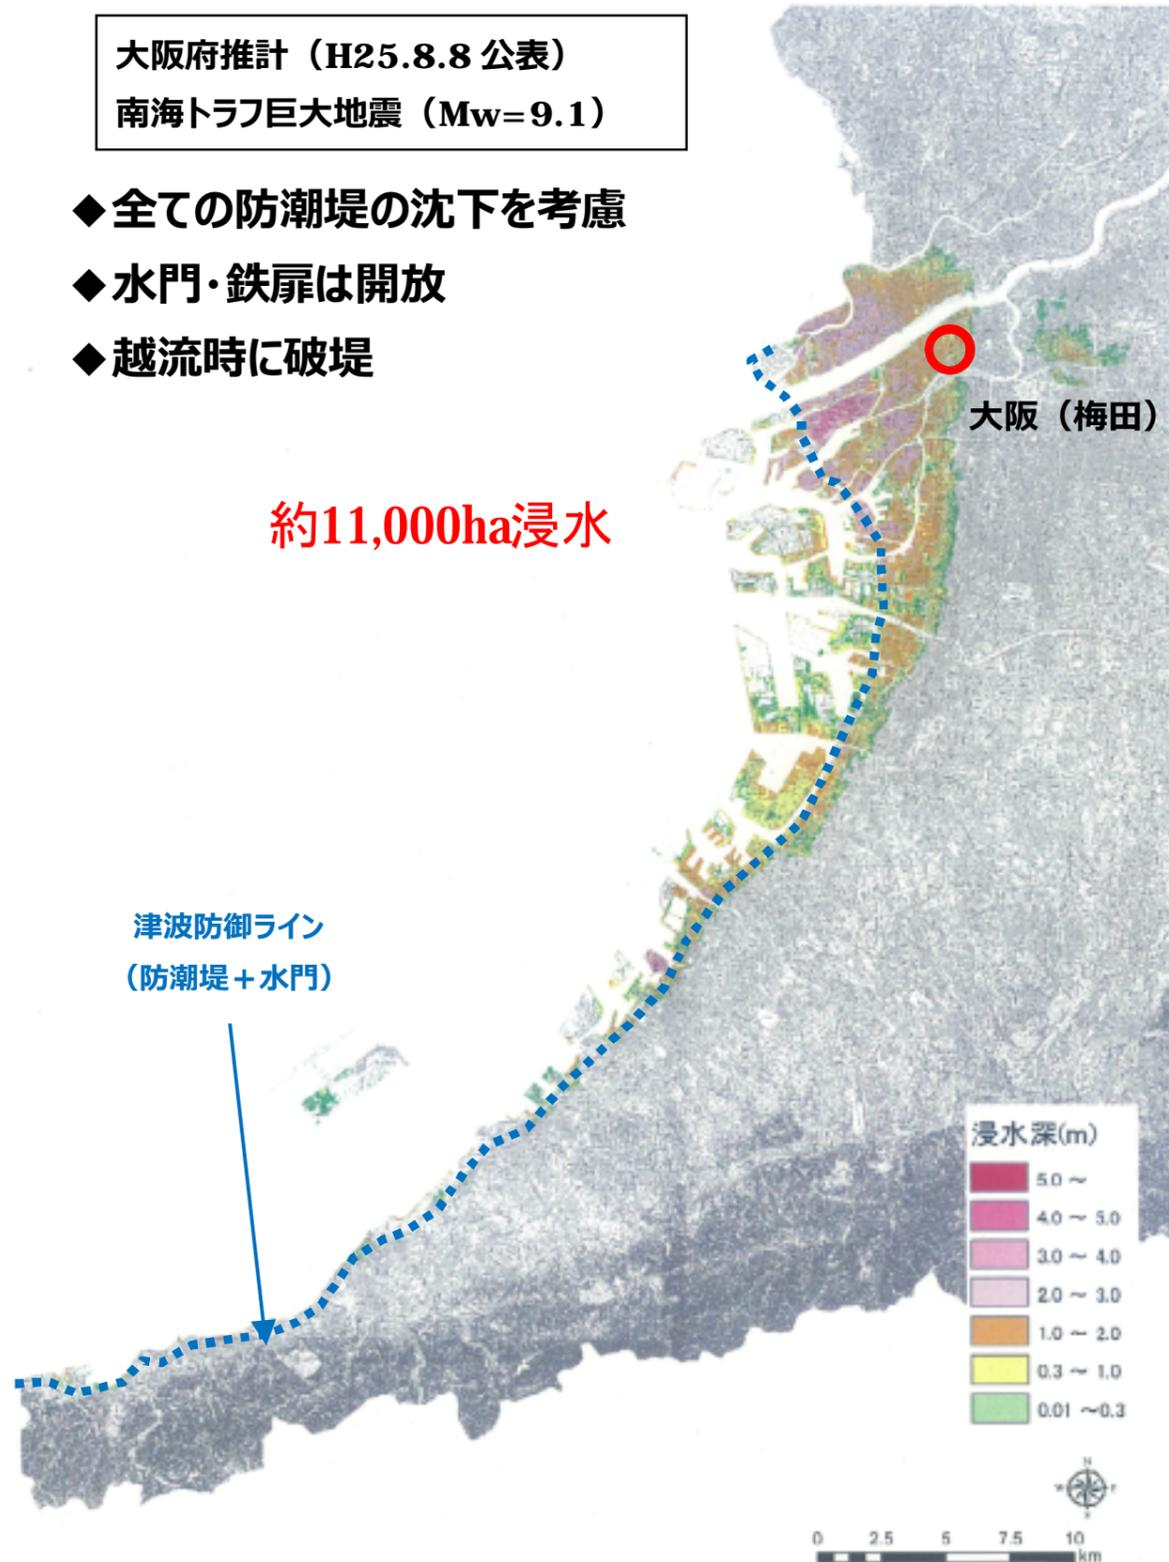 大阪府推計（H25.8.8 公表）
南海トラフ巨大地震（Mw=9.1）
◆全ての防潮堤の沈下を考慮
◆水門・鉄扉は開放
◆越流時に破堤
大阪（梅田）
約11,000ha浸水
津波防御ライン
（防潮堤＋水門）
浸水深(m)
5.0 ～
4.0 ～ 5.0
3.0 ～ 4.0
2.0 ～ 3.0
1.0 ～ 2.0
0.3 ～ 1.0
0.01 ～0.3
N
W E
S
0 2.5 5 7.5 10
km